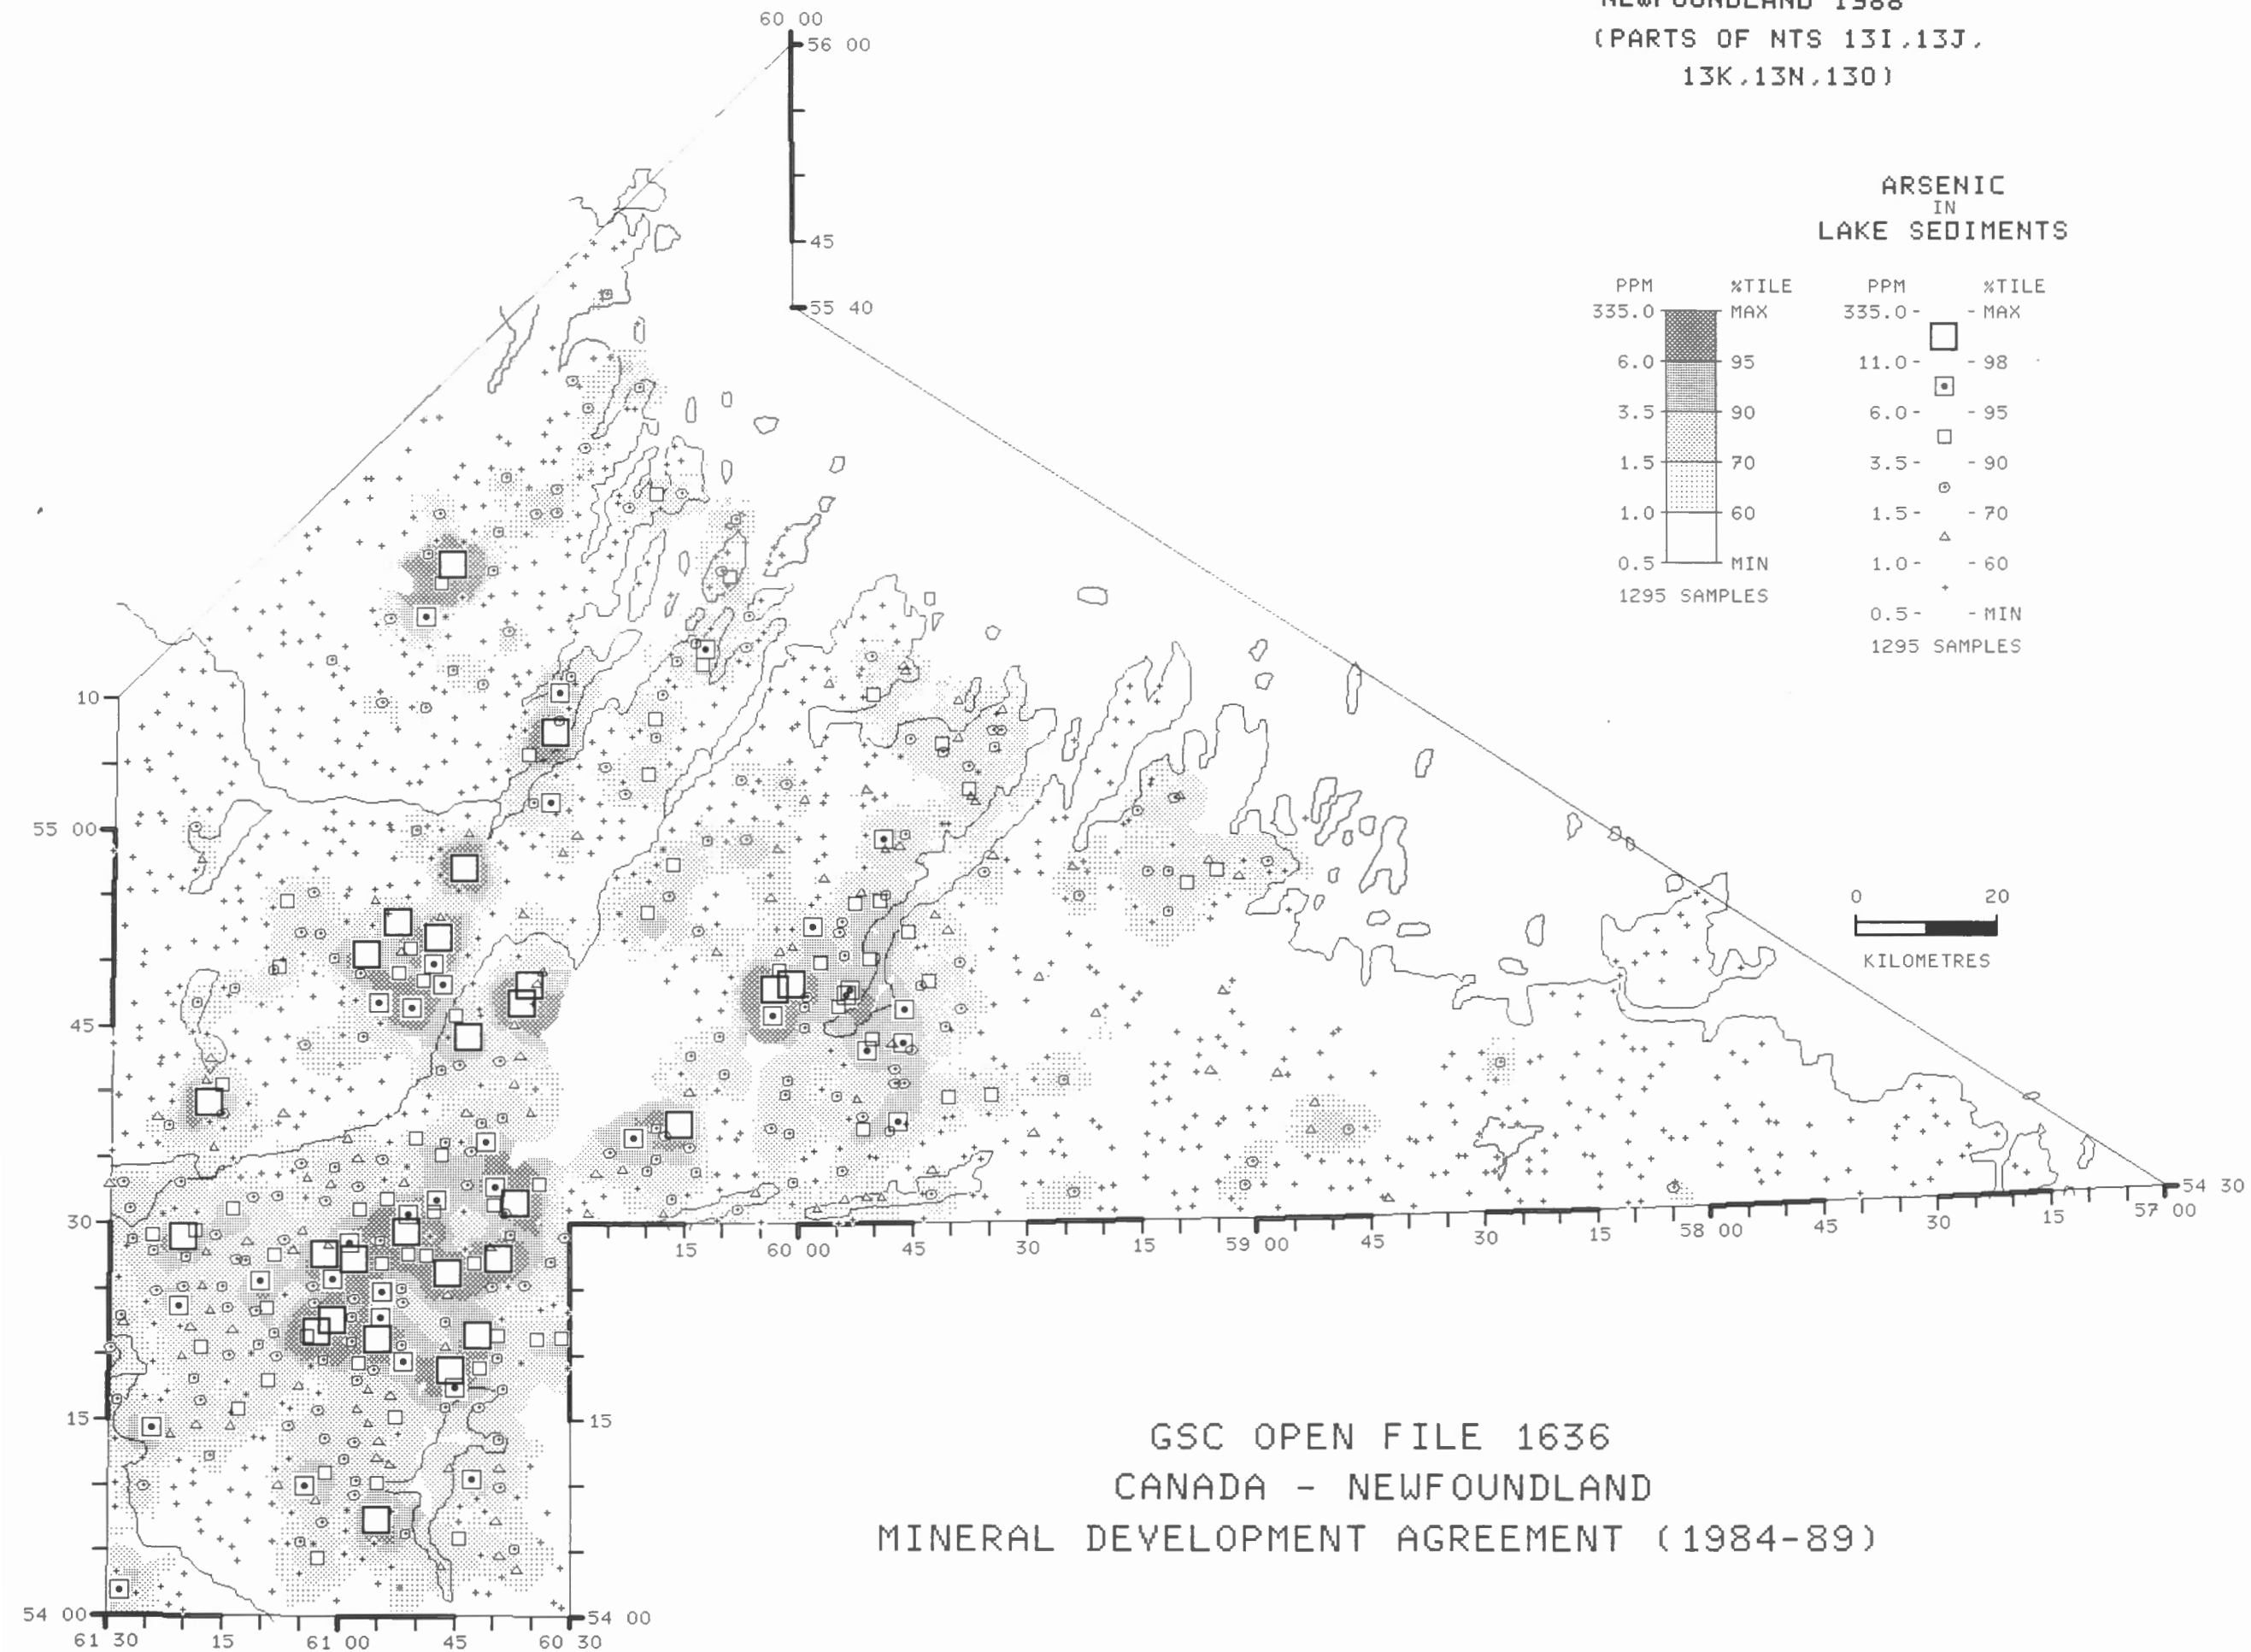 NEWFOUNDLAND 1988
(PARTS OF NTS 13I,13J,
13K,13N,13O)
60 00
56 00
45
55 40
ARSENIC
IN
LAKE SEDIMENTS
PPM %TILE
335.0 MAX
6.0 95
3.5 90
1.5 70
1.0 60
0.5 MIN
1295 SAMPLES
PPM %TILE
335.0- -MAX
11.0- -98
6.0- -95
3.5- -90
1.5- -70
1.0- -60
0.5- -MIN
1295 SAMPLES
10
55 00
45
30
15
54 00
0 20
KILOMETRES
54 30
57 00
15
30
45
58 00
15
30
45
59 00
15
30
45
60 00
15
15
54 00
61 30
15
61 00
45
60 30
GSC OPEN FILE 1636
CANADA - NEWFOUNDLAND
MINERAL DEVELOPMENT AGREEMENT (1984-89)